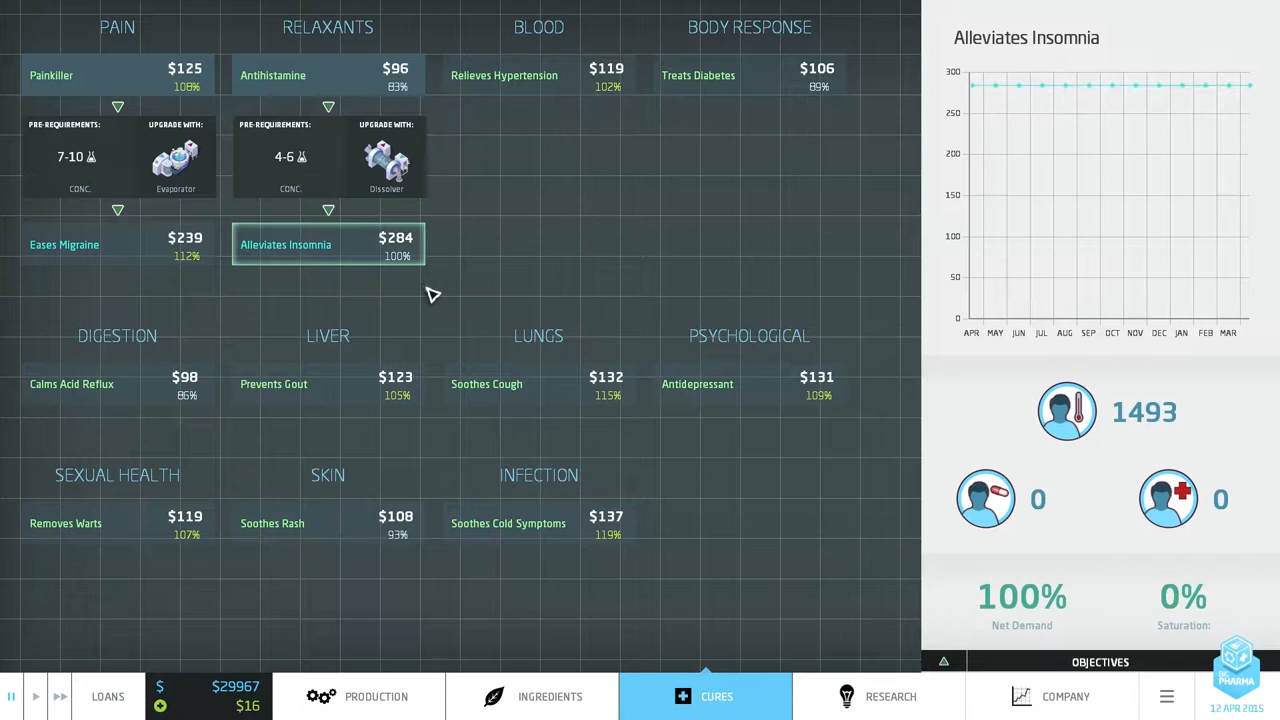 PAIN
RELAXANTS
BLOOD
BODY RESPONSE
Painkiller
$125
108%
Antihistamine
$96
83%
Relieves Hypertension
$119
102%
Treats Diabetes
$106
89%
PRE-REQUIREMENTS:
UPGRADE WITH:
7-10
CONC.
Evaporator
PRE-REQUIREMENTS:
UPGRADE WITH:
4-6
CONC.
Dissolver
Eases Migraine
$239
112%
Alleviates Insomnia
$284
100%
DIGESTION
LIVER
LUNGS
PSYCHOLOGICAL
Calms Acid Reflux
$98
86%
Prevents Gout
$123
105%
Soothes Cough
$132
115%
Antidepressant
$131
109%
SEXUAL HEALTH
SKIN
INFECTION
Removes Warts
$119
107%
Soothes Rash
$108
93%
Soothes Cold Symptoms
$137
119%
Alleviates Insomnia
300
250
200
150
100
50
0
APR MAY JUN JUL AUG SEP OCT NOV DEC JAN FEB MAR
1493
0
0
100%
Net Demand
0%
Saturation:
OBJECTIVES
LOANS
$ $29967
$16
PRODUCTION
INGREDIENTS
CURES
RESEARCH
COMPANY
BIG
PHARMA
12 APR 2015